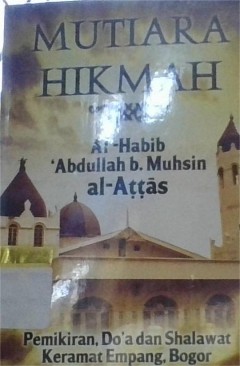 MUTIARA
HIKMAH
Al-Habib
'Abdullah b. Muhsin
al-Aṭṭās
Pemikiran, Do'a dan Shalawat
Keramat Empang, Bogor